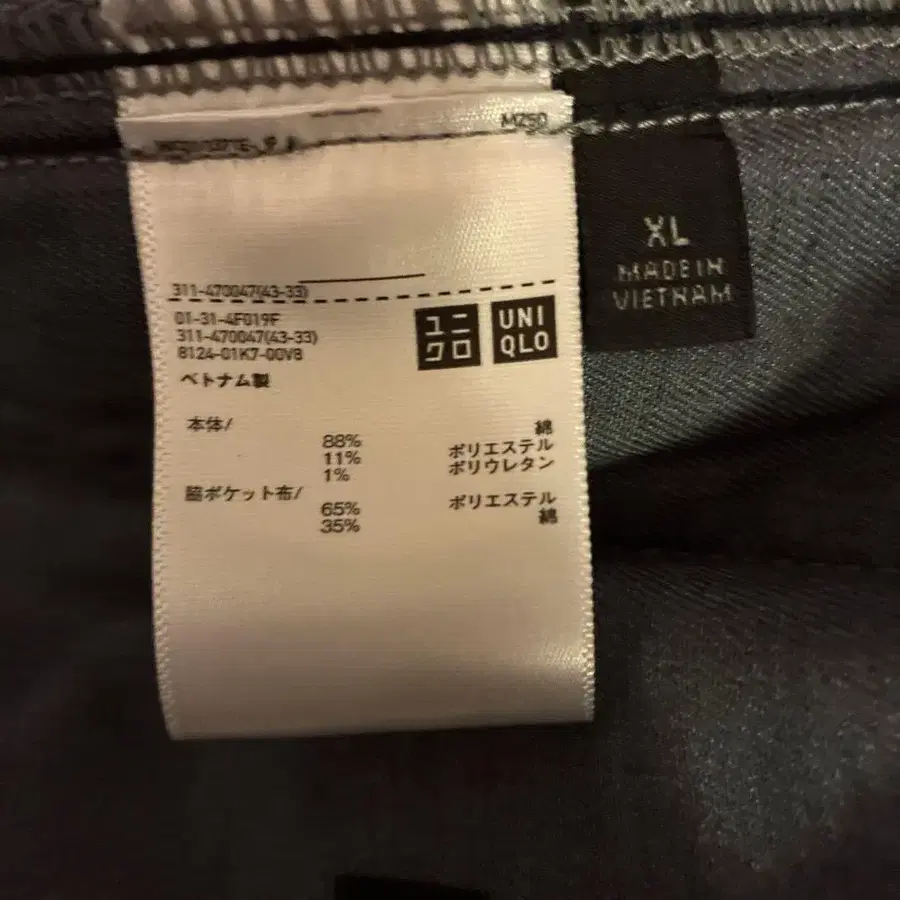 MZ50
311-470047(43-33)
01-31-4F019F
311-470047(43-33)
8124-01K7-00V8
ベトナム製
ユニ
クロ
UNI
QLO
本体/
88% 綿
11% ポリエステル
1% ポリウレタン
脇ポケット布/
65% ポリエステル
35% 綿
XL
MADE IN
VIETNAM